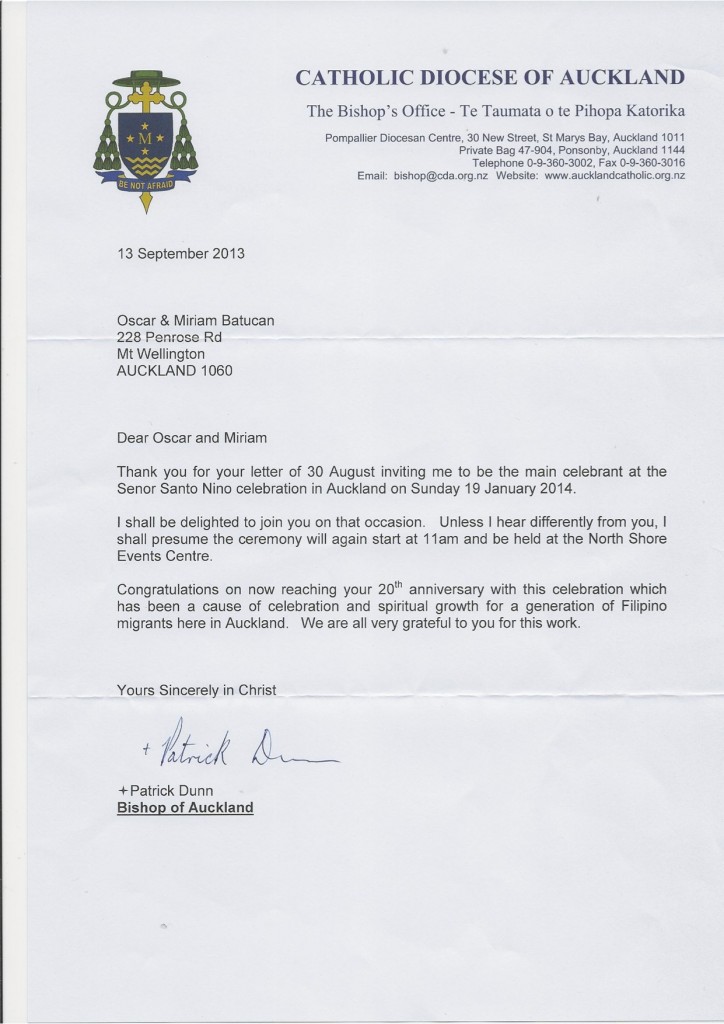 CATHOLIC DIOCESE OF AUCKLAND
The Bishop's Office - Te Taumata o te Pihopa Katorika
Pompallier Diocesan Centre, 30 New Street, St Marys Bay, Auckland 1011
Private Bag 47-904, Ponsonby, Auckland 1144
Telephone 0-9-360-3002, Fax 0-9-360-3016
Email: bishop@cda.org.nz Website: www.aucklandcatholic.org.nz
M
BE NOT AFRAID
13 September 2013
Oscar & Miriam Batucan
228 Penrose Rd
Mt Wellington
AUCKLAND 1060
Dear Oscar and Miriam
Thank you for your letter of 30 August inviting me to be the main celebrant at the
Senor Santo Nino celebration in Auckland on Sunday 19 January 2014.
I shall be delighted to join you on that occasion. Unless I hear differently from you, I
shall presume the ceremony will again start at 11am and be held at the North Shore
Events Centre.
Congratulations on now reaching your 20th anniversary with this celebration which
has been a cause of celebration and spiritual growth for a generation of Filipino
migrants here in Auckland. We are all very grateful to you for this work.
Yours Sincerely in Christ
+ Patrick Dunn
+Patrick Dunn
Bishop of Auckland